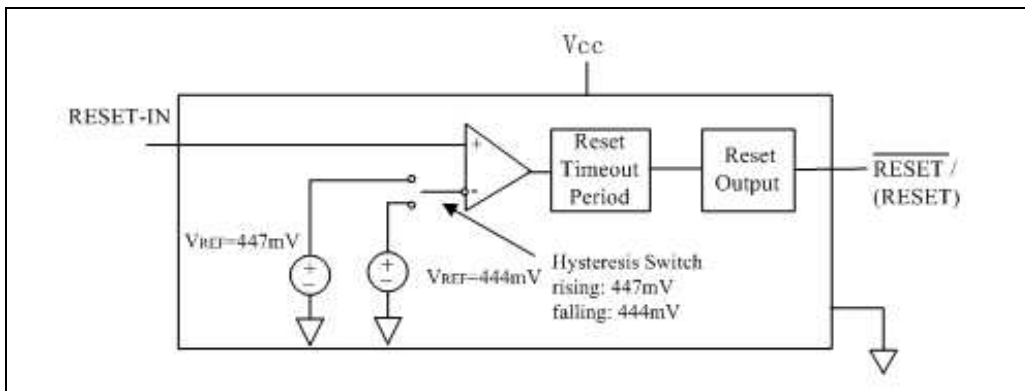 Vcc
RESET-IN
+
-
Reset
Timeout
Period
Reset
Output
RESET /
(RESET)
VREF=447mV
+
−
+
−
VREF=444mV
Hysteresis Switch
rising: 447mV
falling: 444mV